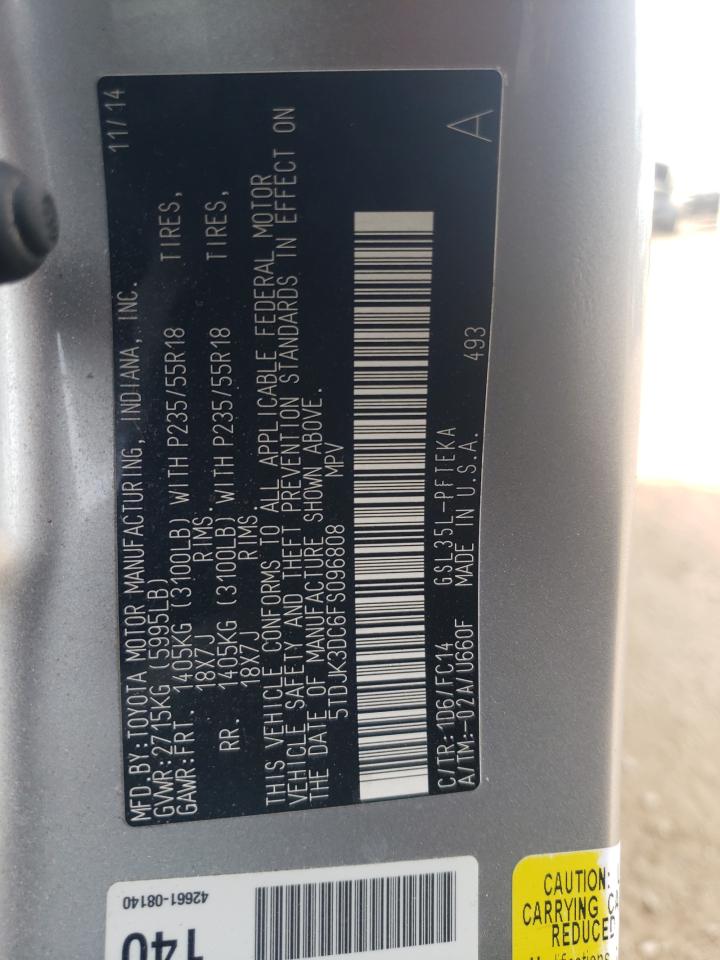 MFD.BY:TOYOTA MOTOR MANUFACTURING, INDIANA, INC. 11/14
GVWR:2715KG (5995LB)
GAWR:FRT. 1405KG (3100LB) WITH P235/55R18 TIRES,
18X7J RIMS.
RR. 1405KG (3100LB) WITH P235/55R18 TIRES,
18X7J RIMS.
THIS VEHICLE CONFORMS TO ALL APPLICABLE FEDERAL MOTOR
VEHICLE SAFETY AND THEFT PREVENTION STANDARDS IN EFFECT ON
THE DATE OF MANUFACTURE SHOWN ABOVE.
5TDJK3DC6FS096808 MPV
C/TR:1D6/FC14 GSL35L-PFTEKA
A/TM:-02A/U660F MADE IN U.S.A. 493 A
42661-08140
140
CAUTION:
CARRYING CA
REDUCED